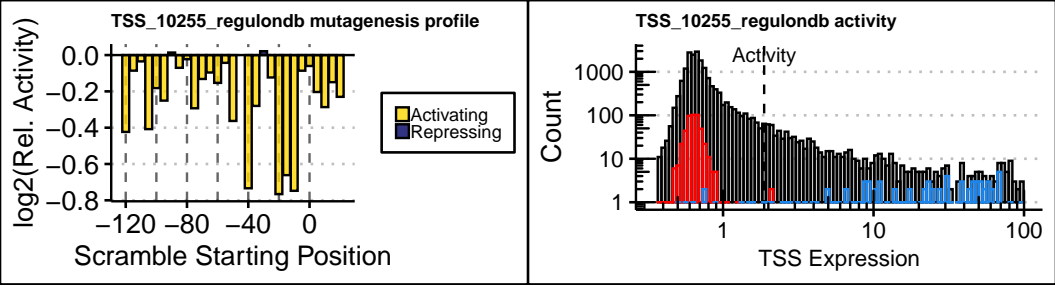 TSS_10255_regulondb mutagenesis profile
log2(Rel. Activity)
0.0
−0.2
−0.4
−0.6
−0.8
−120 −80 −40 0
Scramble Starting Position
Activating
Repressing
TSS_10255_regulondb activity
Activity
Count
1000
100
10
1
1 10 100
TSS Expression